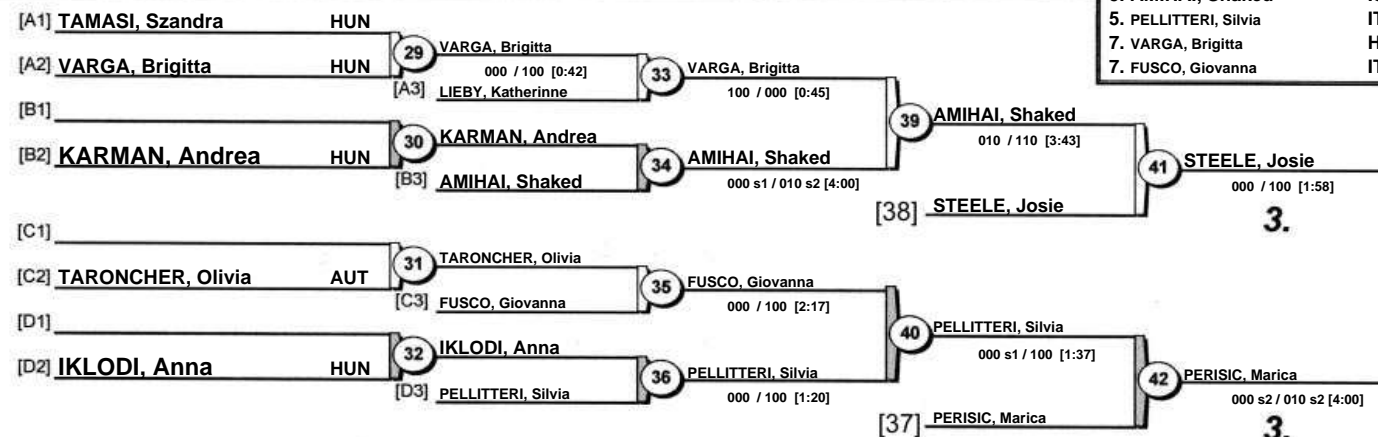 5. PELLITTERI, Silvia
7. VARGA, Brigitta
7. FUSCO, Giovanna
[A1] TAMASI, Szandra HUN
[A2] VARGA, Brigitta HUN
29
[A3]
VARGA, Brigitta
000 / 100 [0:42]
LIEBY, Katherinne
33
VARGA, Brigitta
100 / 000 [0:45]
[B1]
[B2] KARMAN, Andrea HUN
30
[B3]
KARMAN, Andrea
AMIHAI, Shaked
34
AMIHAI, Shaked
000 s1 / 010 s2 [4:00]
39
AMIHAI, Shaked
010 / 110 [3:43]
[38] STEELE, Josie
41
STEELE, Josie
000 / 100 [1:58]
3.
[C1]
[C2] TARONCHER, Olivia AUT
31
[C3]
TARONCHER, Olivia
FUSCO, Giovanna
35
FUSCO, Giovanna
000 / 100 [2:17]
[D1]
[D2] IKLODI, Anna HUN
32
[D3]
IKLODI, Anna
PELLITTERI, Silvia
36
PELLITTERI, Silvia
000 / 100 [1:20]
40
PELLITTERI, Silvia
000 s1 / 100 [1:37]
[37] PERISIC, Marica
42
PERISIC, Marica
000 s2 / 010 s2 [4:00]
3.